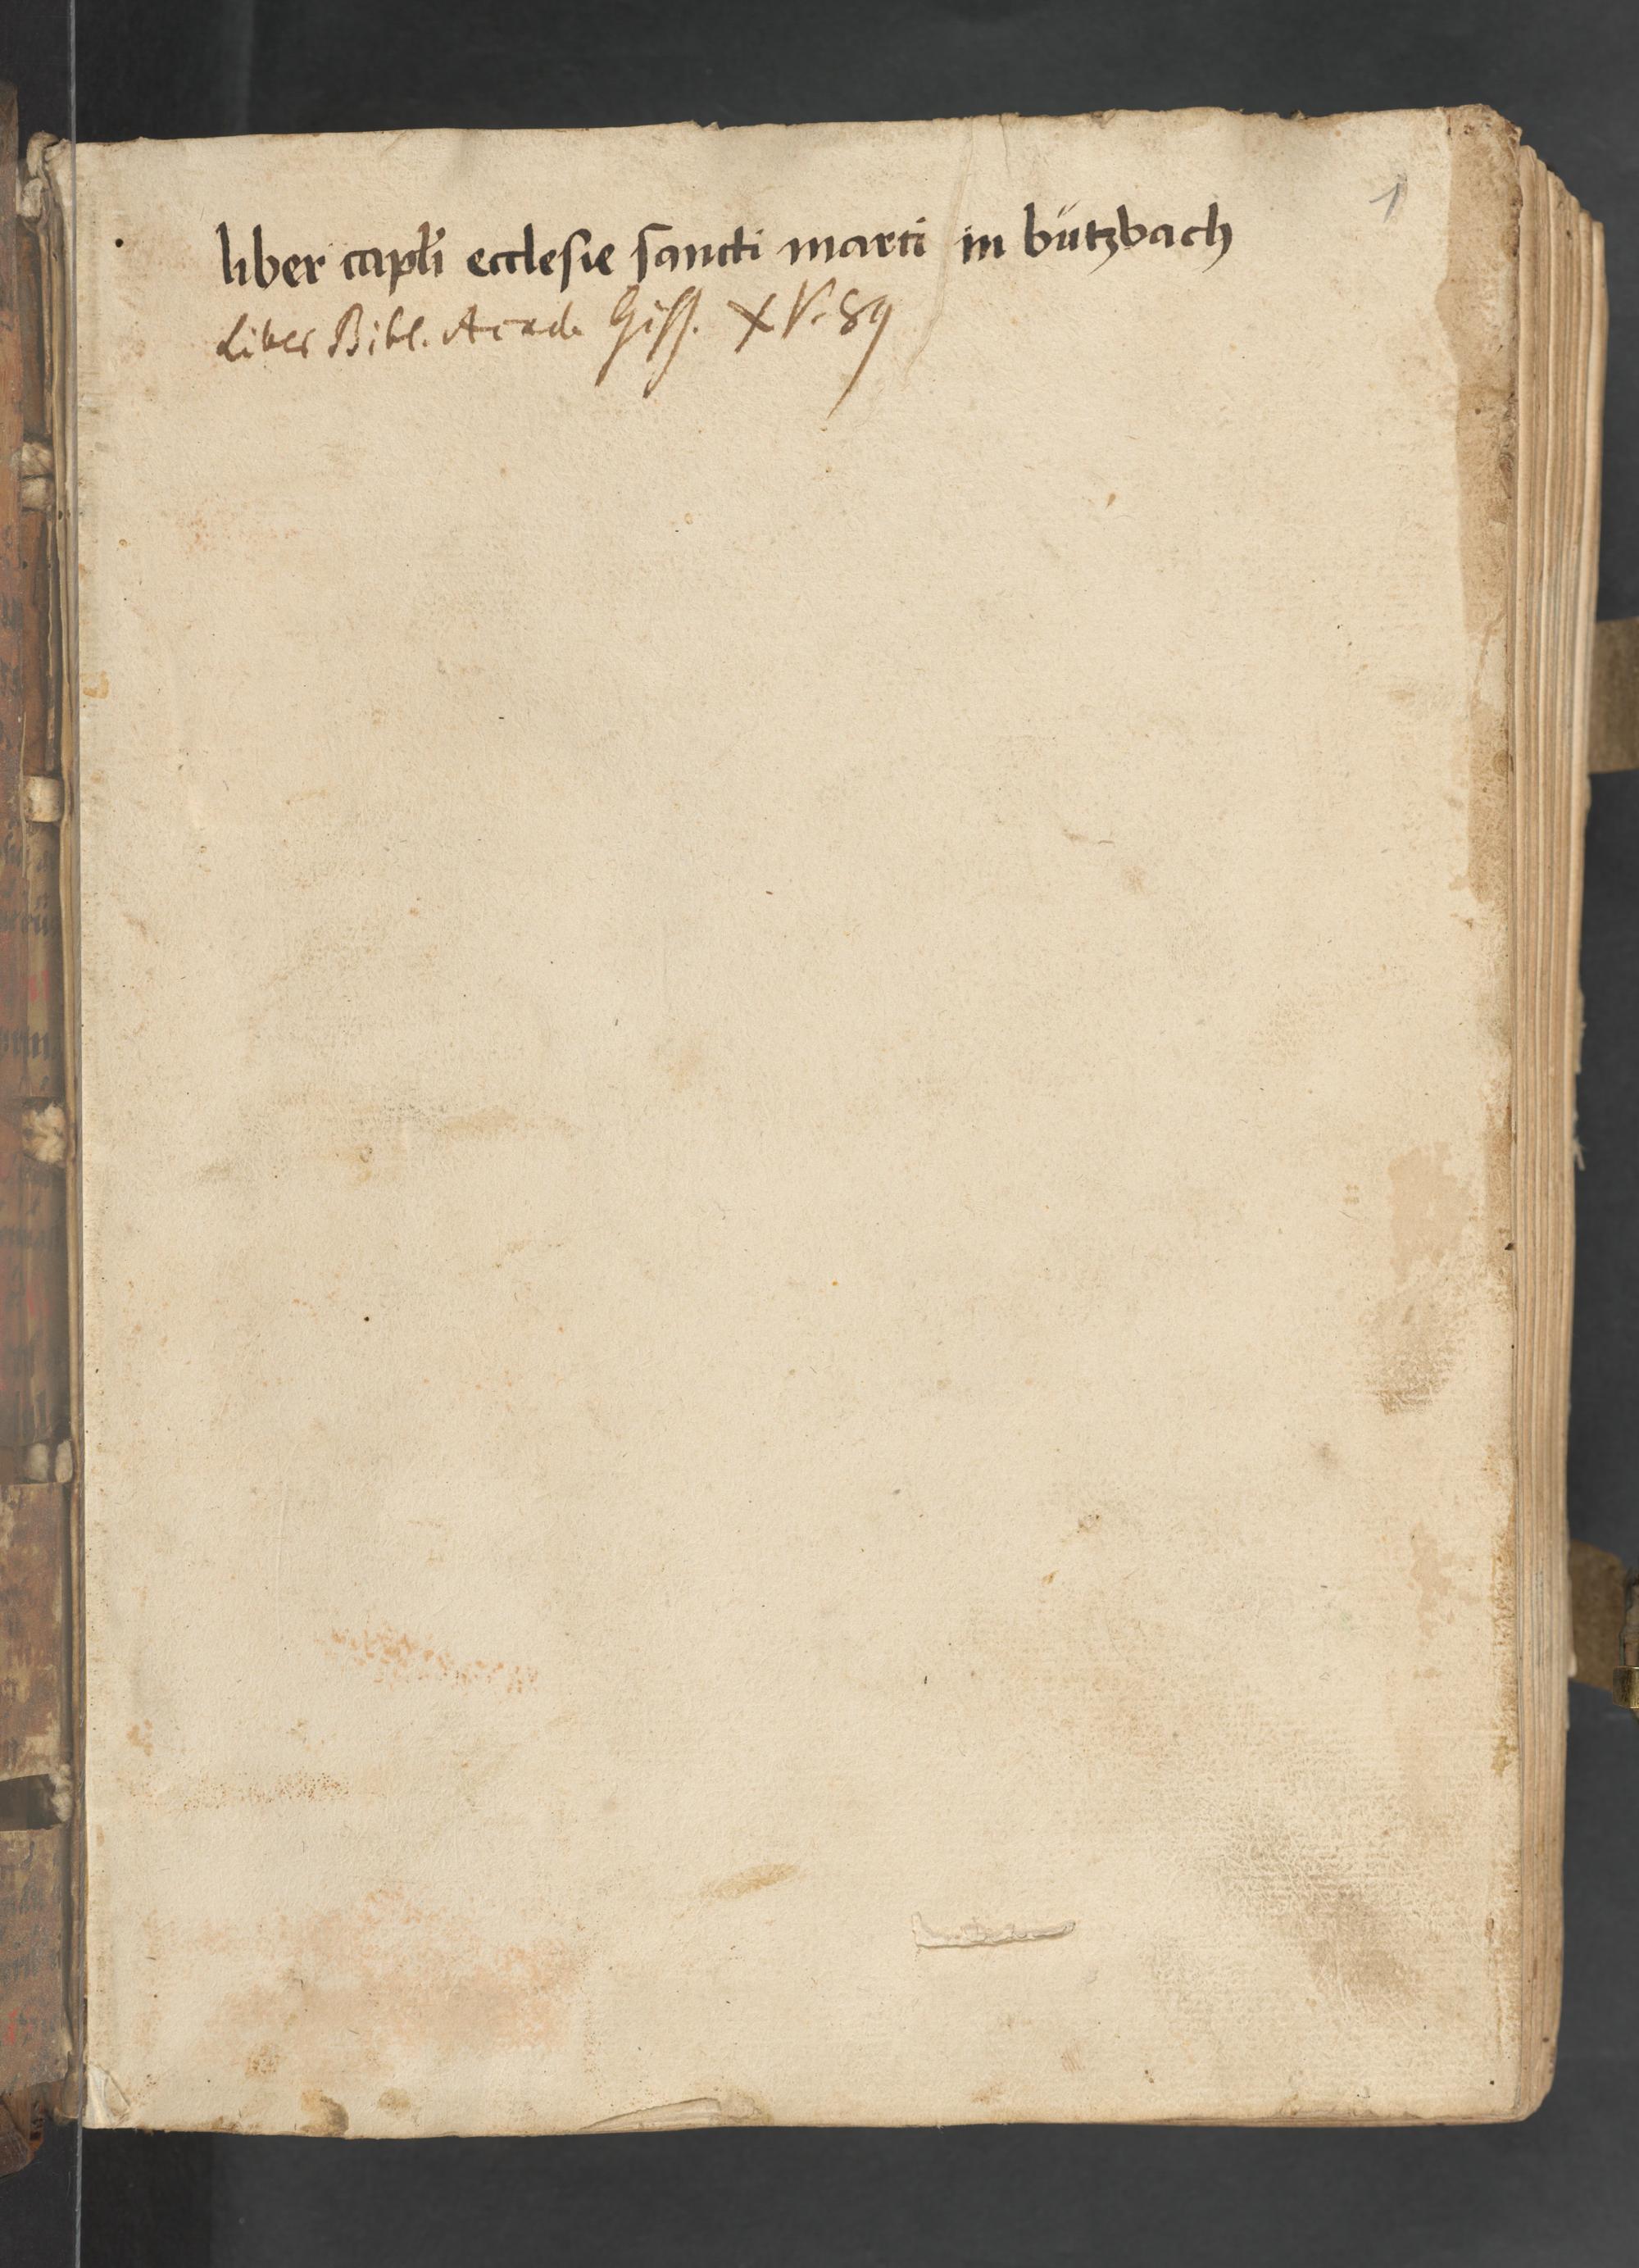 1
liber capli ecclesie sancti marci in bützbach
Liber Bibl. Acad. Giss. XV. 89